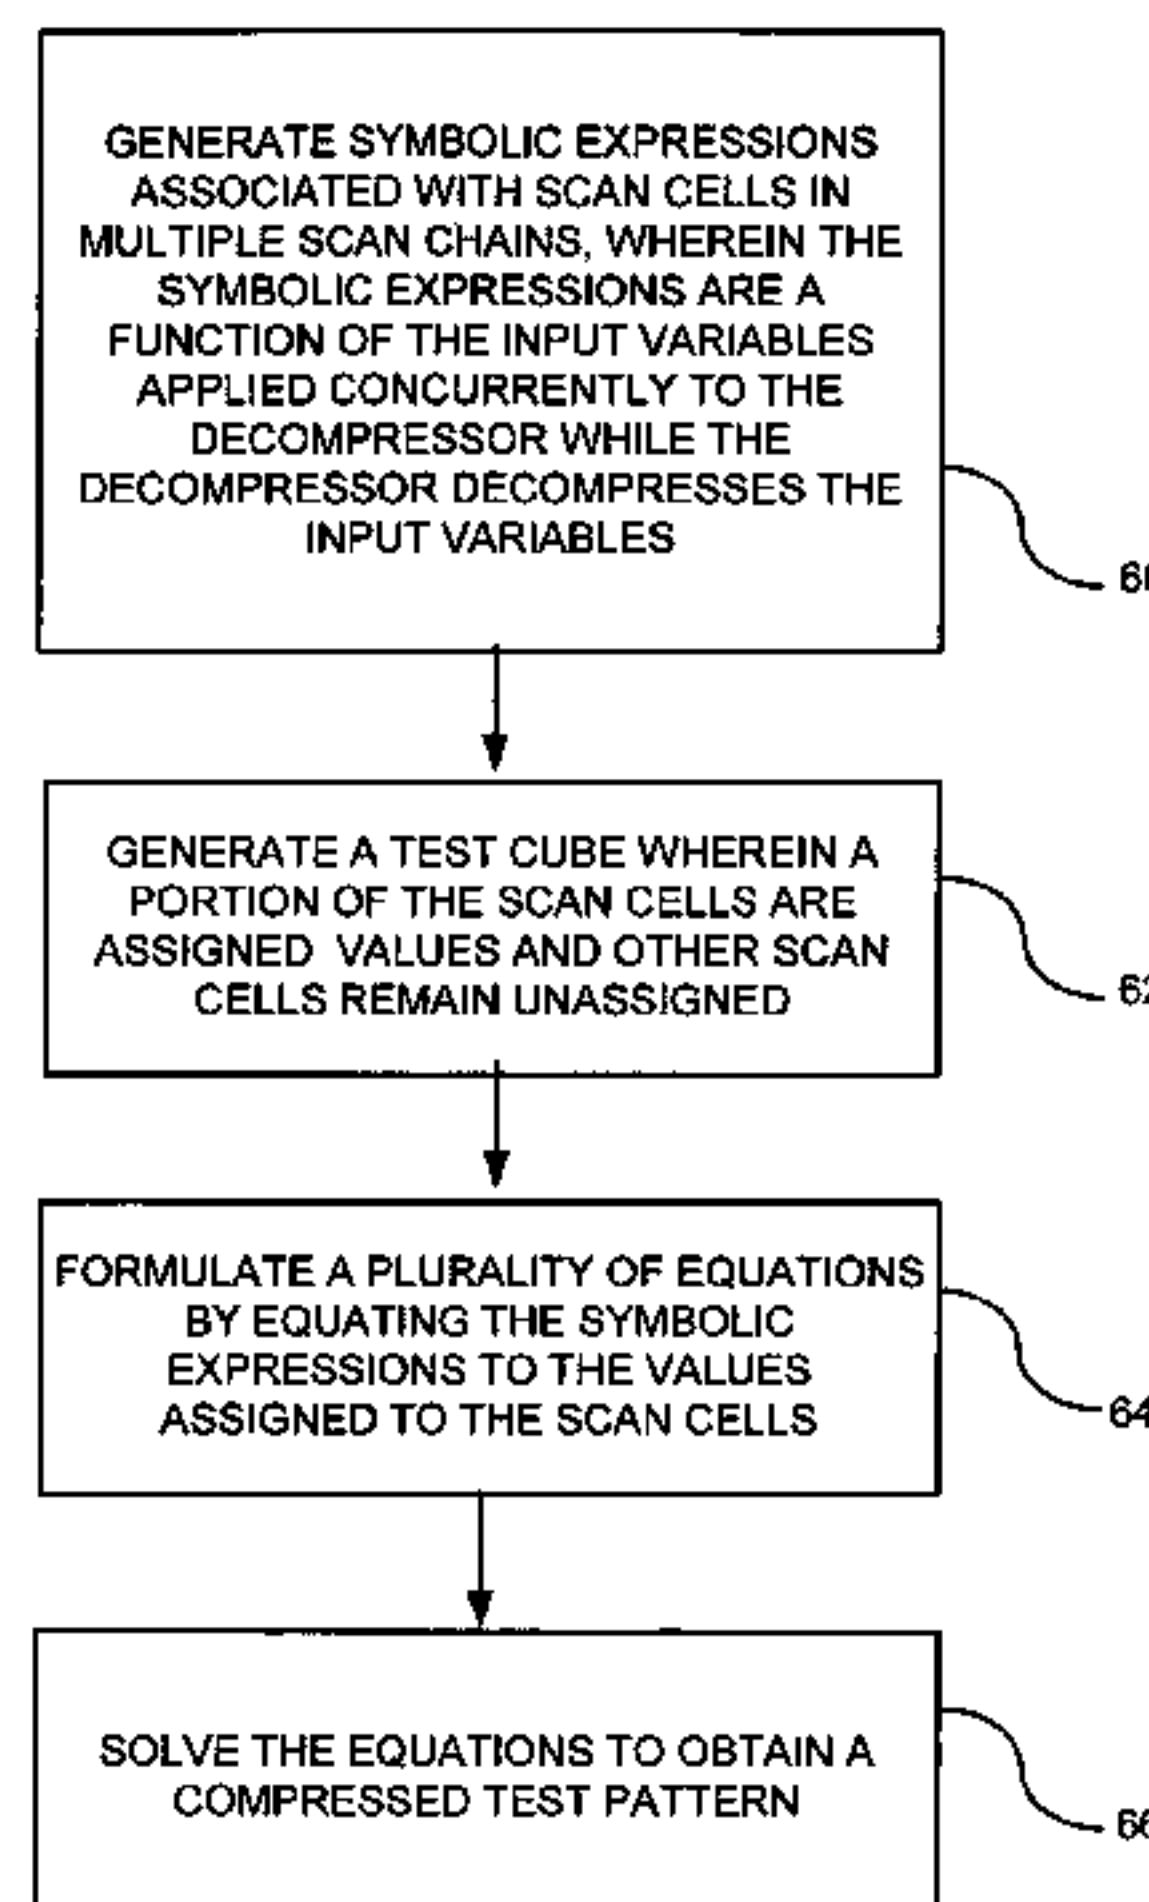 GENERATE SYMBOLIC EXPRESSIONS
ASSOCIATED WITH SCAN CELLS IN
MULTIPLE SCAN CHAINS, WHEREIN THE
SYMBOLIC EXPRESSIONS ARE A
FUNCTION OF THE INPUT VARIABLES
APPLIED CONCURRENTLY TO THE
DECOMPRESSOR WHILE THE
DECOMPRESSOR DECOMPRESSES THE
INPUT VARIABLES
GENERATE A TEST CUBE WHEREIN A
PORTION OF THE SCAN CELLS ARE
ASSIGNED VALUES AND OTHER SCAN
CELLS REMAIN UNASSIGNED
62
FORMULATE A PLURALITY OF EQUATIONS
BY EQUATING THE SYMBOLIC
EXPRESSIONS TO THE VALUES
ASSIGNED TO THE SCAN CELLS
64
SOLVE THE EQUATIONS TO OBTAIN A
COMPRESSED TEST PATTERN
66